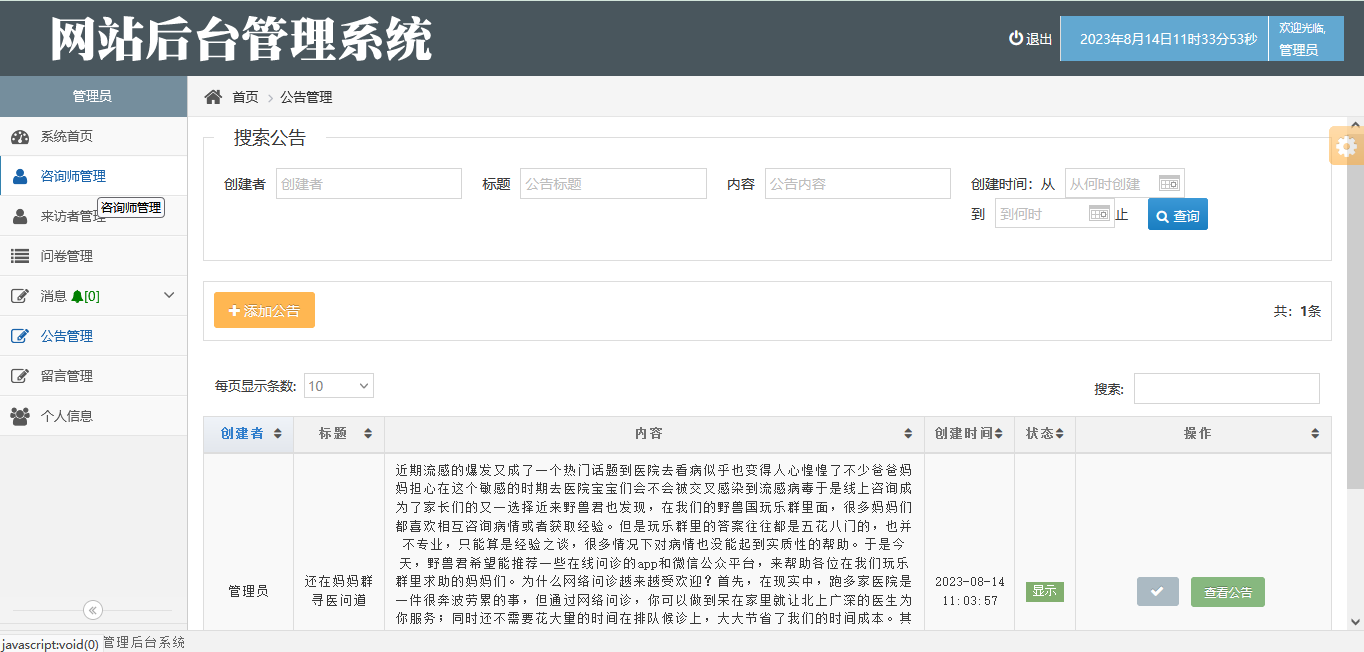 网站后台管理系统
退出
2023年8月14日11时33分53秒
欢迎光临,
管理员
管理员
首页
公告管理
系统首页
咨询师管理
咨询师管理
来访者管理
问卷管理
消息 [0]
公告管理
留言管理
个人信息
搜索公告
创建者 创建者 标题 公告标题 内容 公告内容 创建时间：从 从何时创建
到 到何时 止 查询
添加公告
共：1条
每页显示条数: 10
搜索:
创建者 标题 内容 创建时间 状态 操作
管理员
还在妈妈群
寻医问道
近期流感的爆发又成了一个热门话题到医院去看病似乎也变得人心惶惶了不少爸爸妈
妈担心在这个敏感的时期去医院宝宝们会不会被交叉感染到流感病毒于是线上咨询成
为了家长们的又一选择近来野兽君也发现，在我们的野兽国玩乐群里面，很多妈妈们
都喜欢相互咨询病情或者获取经验。但是玩乐群里的答案往往都是五花八门的，也并
不专业，只能算是经验之谈，很多情况下对病情也没能起到实质性的帮助。于是今
天，野兽君希望能推荐一些在线问诊的app和微信公众平台，来帮助各位在我们玩乐
群里求助的妈妈们。为什么网络问诊越来越受欢迎？首先，在现实中，跑多家医院是
一件很奔波劳累的事，但通过网络问诊，你可以做到呆在家里就让北上广深的医生为
你服务；同时还不需要花大量的时间在排队候诊上，大大节省了我们的时间成本。其
2023-08-14
11:03:57
显示
查看公告
javascript:void(0)
管理后台系统